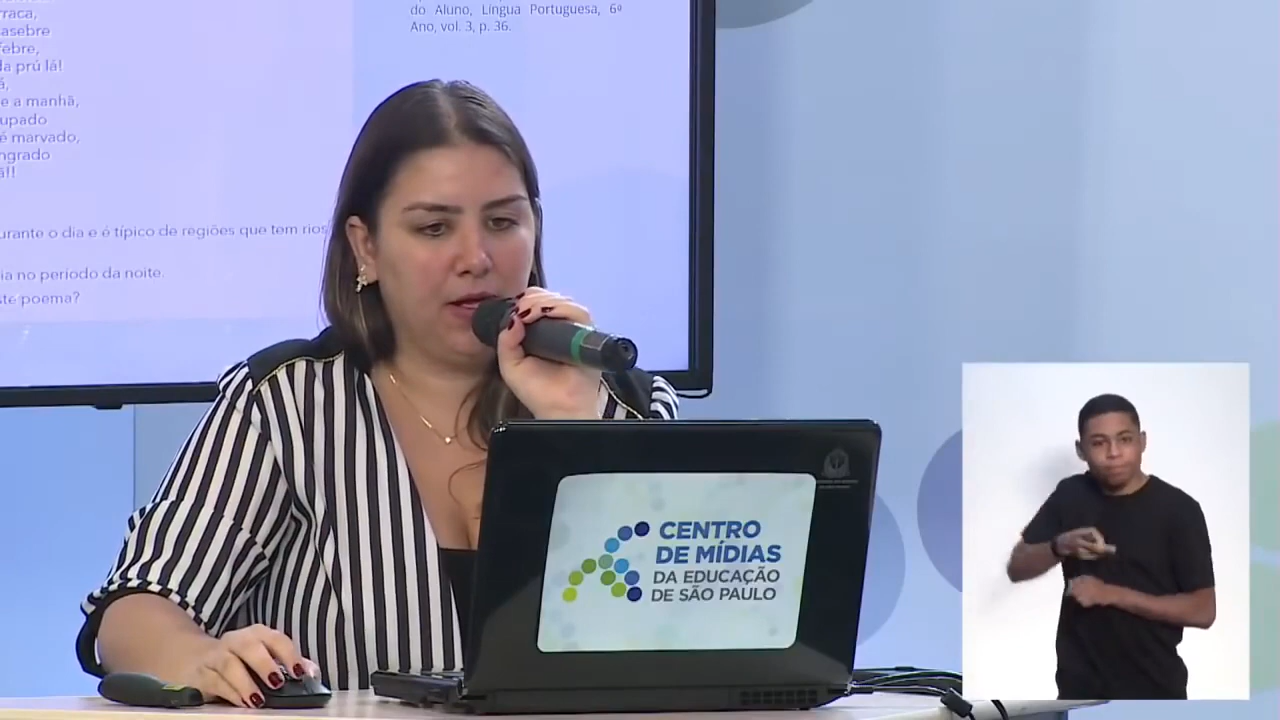 rraca,
asebre
febre,
da prú lá!
á,
e a manhã,
upado
é marvado,
ngrado
ã!!
do Aluno, Língua Portuguesa, 6º
Ano, vol. 3, p. 36.
urante o dia e é típico de regiões que tem rios
ia no período da noite.
ste poema?
CENTRO
DE MÍDIAS
DA EDUCAÇÃO
DE SÃO PAULO